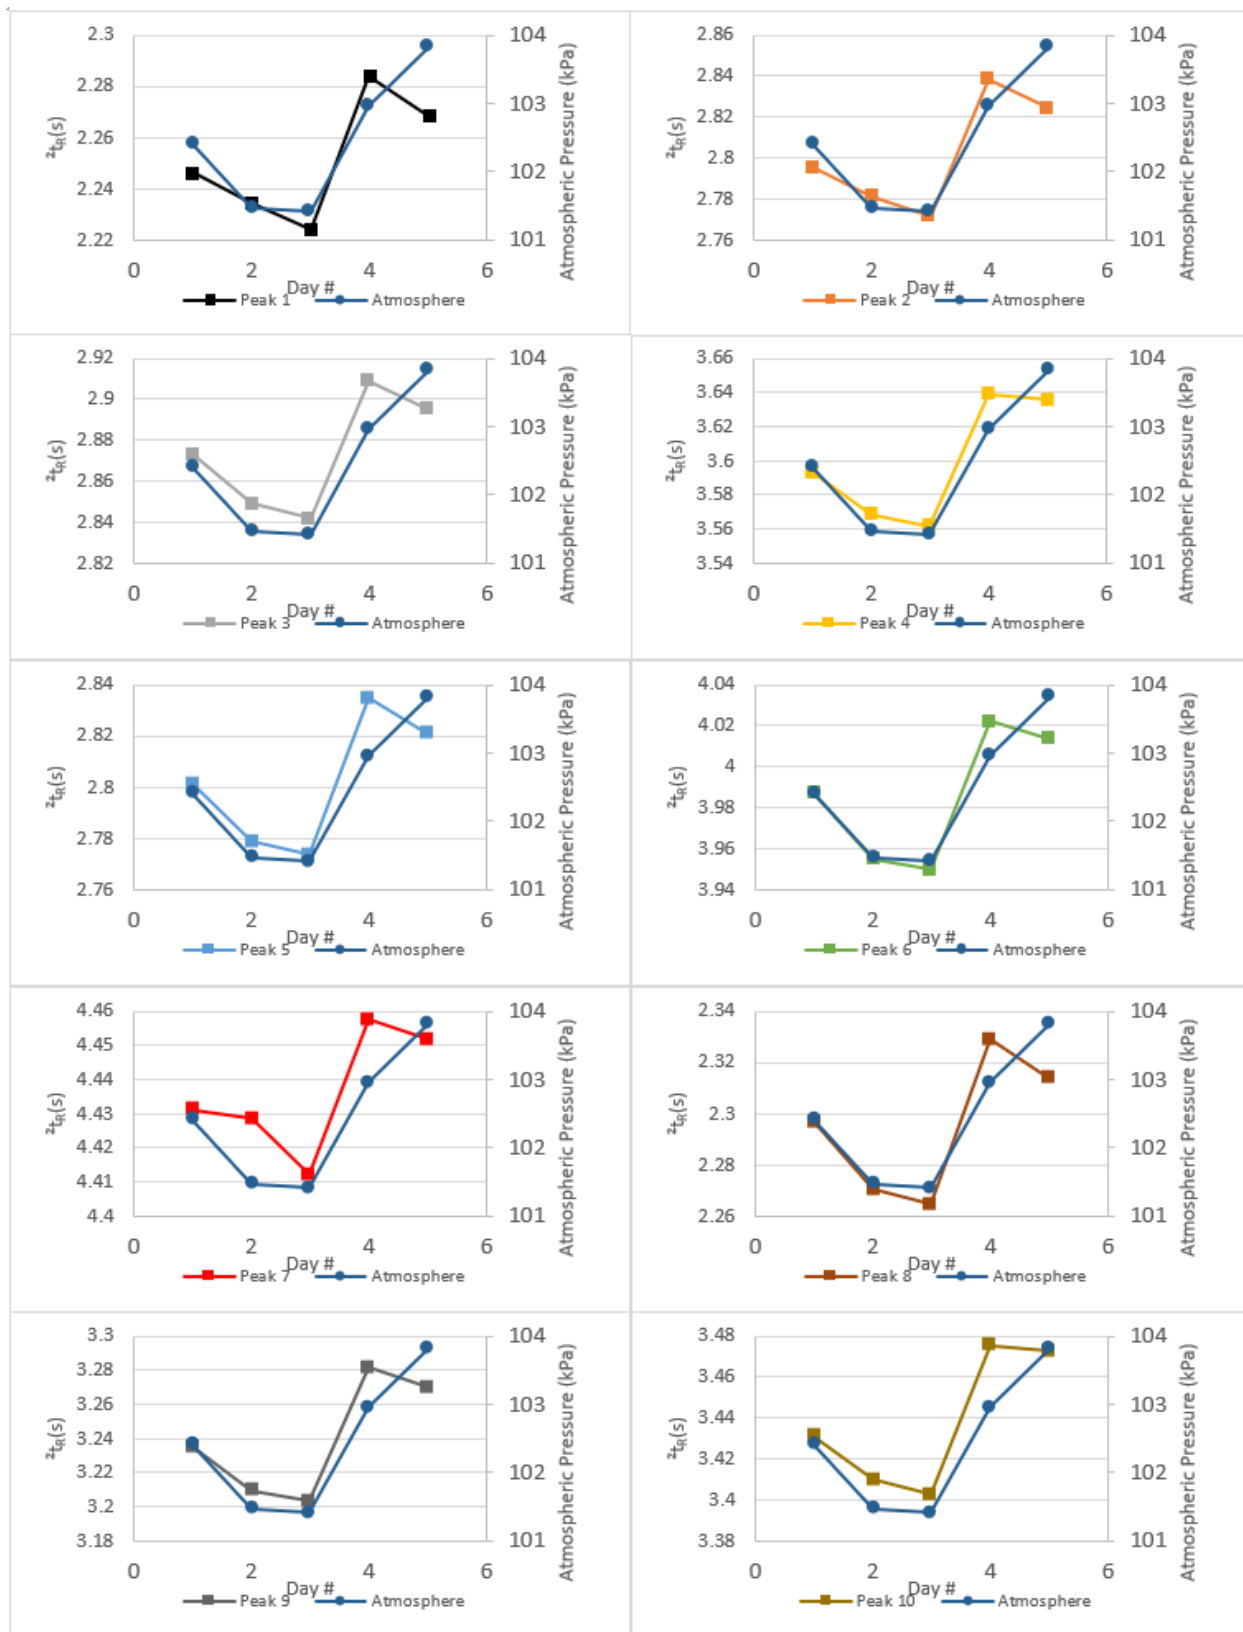 2.3
2.28
2.26
2.24
2.22
²tR(s)
104
103
102
101
Atmospheric Pressure (kPa)
0 2 4 6
Day #
Peak 1 Atmosphere
2.86
2.84
2.82
2.8
2.78
2.76
²tR(s)
104
103
102
101
Atmospheric Pressure (kPa)
0 2 4 6
Day #
Peak 2 Atmosphere
2.92
2.9
2.88
2.86
2.84
2.82
²tR(s)
104
103
102
101
Atmospheric Pressure (kPa)
0 2 4 6
Day #
Peak 3 Atmosphere
3.66
3.64
3.62
3.6
3.58
3.56
3.54
²tR(s)
104
103
102
101
Atmospheric Pressure (kPa)
0 2 4 6
Day #
Peak 4 Atmosphere
2.84
2.82
2.8
2.78
2.76
²tR(s)
104
103
102
101
Atmospheric Pressure (kPa)
0 2 4 6
Day #
Peak 5 Atmosphere
4.04
4.02
4
3.98
3.96
3.94
²tR(s)
104
103
102
101
Atmospheric Pressure (kPa)
0 2 4 6
Day #
Peak 6 Atmosphere
4.46
4.45
4.44
4.43
4.42
4.41
4.4
²tR(s)
104
103
102
101
Atmospheric Pressure (kPa)
0 2 4 6
Day #
Peak 7 Atmosphere
2.34
2.32
2.3
2.28
2.26
²tR(s)
104
103
102
101
Atmospheric Pressure (kPa)
0 2 4 6
Day #
Peak 8 Atmosphere
3.3
3.28
3.26
3.24
3.22
3.2
3.18
²tR(s)
104
103
102
101
Atmospheric Pressure (kPa)
0 2 4 6
Day #
Peak 9 Atmosphere
3.48
3.46
3.44
3.42
3.4
3.38
²tR(s)
104
103
102
101
Atmospheric Pressure (kPa)
0 2 4 6
Day #
Peak 10 Atmosphere